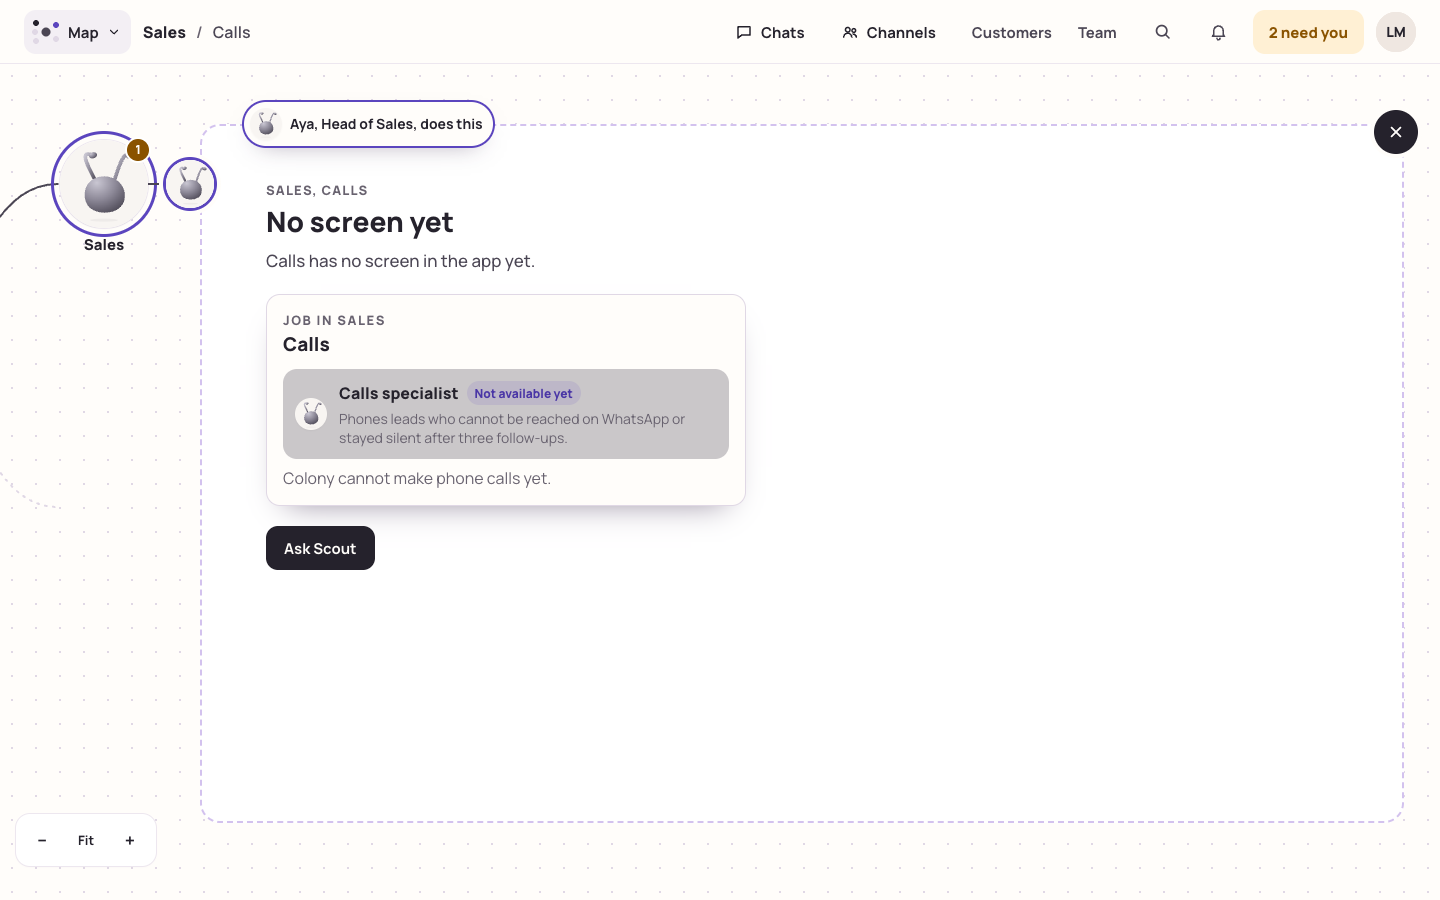 Map
Sales / Calls
Chats
Channels
Customers
Team
2 need you
LM
Aya, Head of Sales, does this
1
Sales
SALES, CALLS
No screen yet
Calls has no screen in the app yet.
JOB IN SALES
Calls
Calls specialist
Not available yet
Phones leads who cannot be reached on WhatsApp or
stayed silent after three follow-ups.
Colony cannot make phone calls yet.
Ask Scout
− Fit +